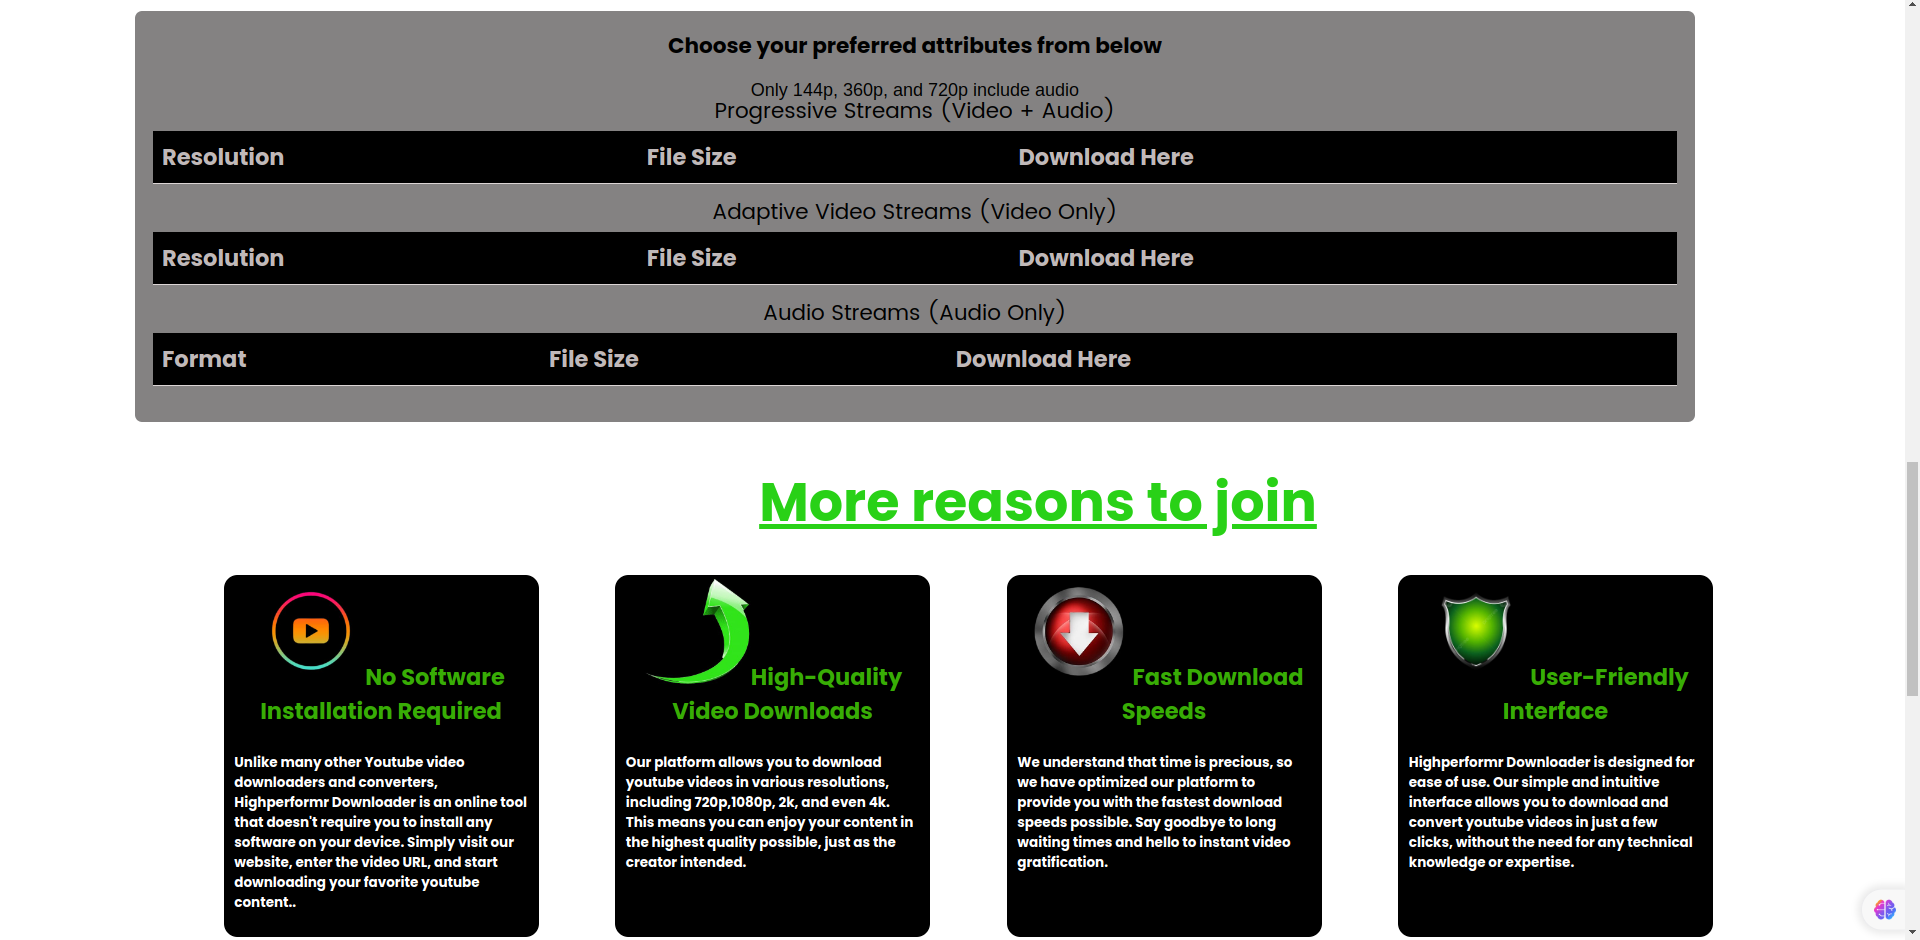 Choose your preferred attributes from below
Only 144p, 360p, and 720p include audio
Progressive Streams (Video + Audio)
Resolution File Size Download Here
Adaptive Video Streams (Video Only)
Resolution File Size Download Here
Audio Streams (Audio Only)
Format File Size Download Here
More reasons to join
No Software
Installation Required
Unlike many other Youtube video
downloaders and converters,
Highperformr Downloader is an online tool
that doesn't require you to install any
software on your device. Simply visit our
website, enter the video URL, and start
downloading your favorite youtube
content..
High-Quality
Video Downloads
Our platform allows you to download
youtube videos in various resolutions,
including 720p,1080p, 2k, and even 4k.
This means you can enjoy your content in
the highest quality possible, just as the
creator intended.
Fast Download
Speeds
We understand that time is precious, so
we have optimized our platform to
provide you with the fastest download
speeds possible. Say goodbye to long
waiting times and hello to instant video
gratification.
User-Friendly
Interface
Highperformr Downloader is designed for
ease of use. Our simple and intuitive
interface allows you to download and
convert youtube videos in just a few
clicks, without the need for any technical
knowledge or expertise.